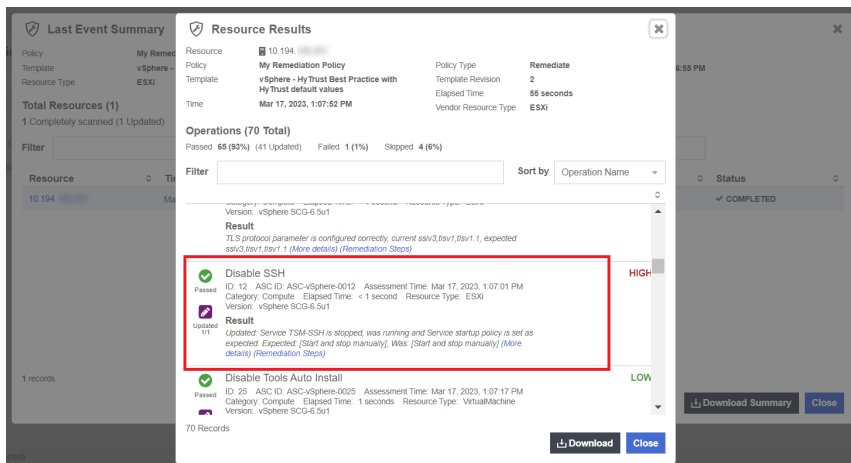 Last Event Summary
Policy My Remed
Template vSphere -
Resource Type ESXi
Total Resources (1)
1 Completely scanned (1 Updated)
Filter
Resource Ti
10.194. Ma
1 records
Resource Results
Resource 10.194.
Policy My Remediation Policy Policy Type Remediate
Template vSphere - HyTrust Best Practice with Template Revision 2
HyTrust default values Elapsed Time 55 seconds
Time Mar 17, 2023, 1:07:52 PM Vendor Resource Type ESXi
Operations (70 Total)
Passed 65 (93%) (41 Updated) Failed 1 (1%) Skipped 4 (6%)
Filter Sort by Operation Name
Version: vSphere SCG-6.5u1
Result
TLS protocol parameter is configured correctly, current sslv3,tlsv1,tlsv1.1, expected
sslv3,tlsv1,tlsv1.1 (More details) (Remediation Steps)
Disable SSH HIGH
Passed ID: 12 ASC ID: ASC-vSphere-0012 Assessment Time: Mar 17, 2023, 1:07:01 PM
Category: Compute Elapsed Time: < 1 second Resource Type: ESXi
Version: vSphere SCG-6.5u1
Updated 1/1 Result
Updated: Service TSM-SSH is stopped, was running and Service startup policy is set as
expected. Expected: [Start and stop manually], Was: [Start and stop manually] (More
details) (Remediation Steps)
Disable Tools Auto Install LOW
Passed ID: 25 ASC ID: ASC-vSphere-0025 Assessment Time: Mar 17, 2023, 1:07:17 PM
Category: Compute Elapsed Time: 1 seconds Resource Type: VirtualMachine
Version: vSphere SCG-6.5u1
70 Records
Download Close
6:55 PM
Status
COMPLETED
Download Summary Close